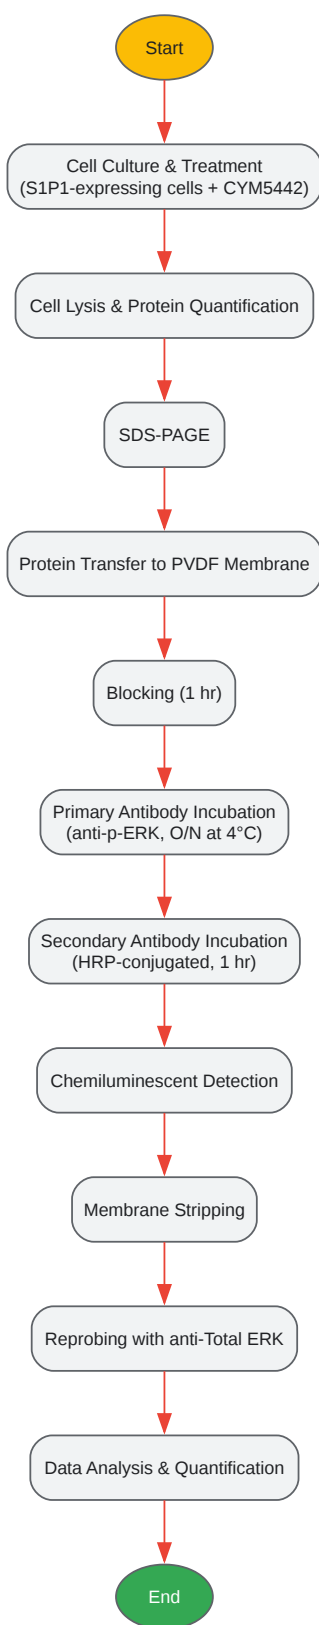 Start
Cell Culture & Treatment
(S1P1-expressing cells + CYM5442)
Cell Lysis & Protein Quantification
SDS-PAGE
Protein Transfer to PVDF Membrane
Blocking (1 hr)
Primary Antibody Incubation
(anti-p-ERK, O/N at 4°C)
Secondary Antibody Incubation
(HRP-conjugated, 1 hr)
Chemiluminescent Detection
Membrane Stripping
Reprobing with anti-Total ERK
Data Analysis & Quantification
End